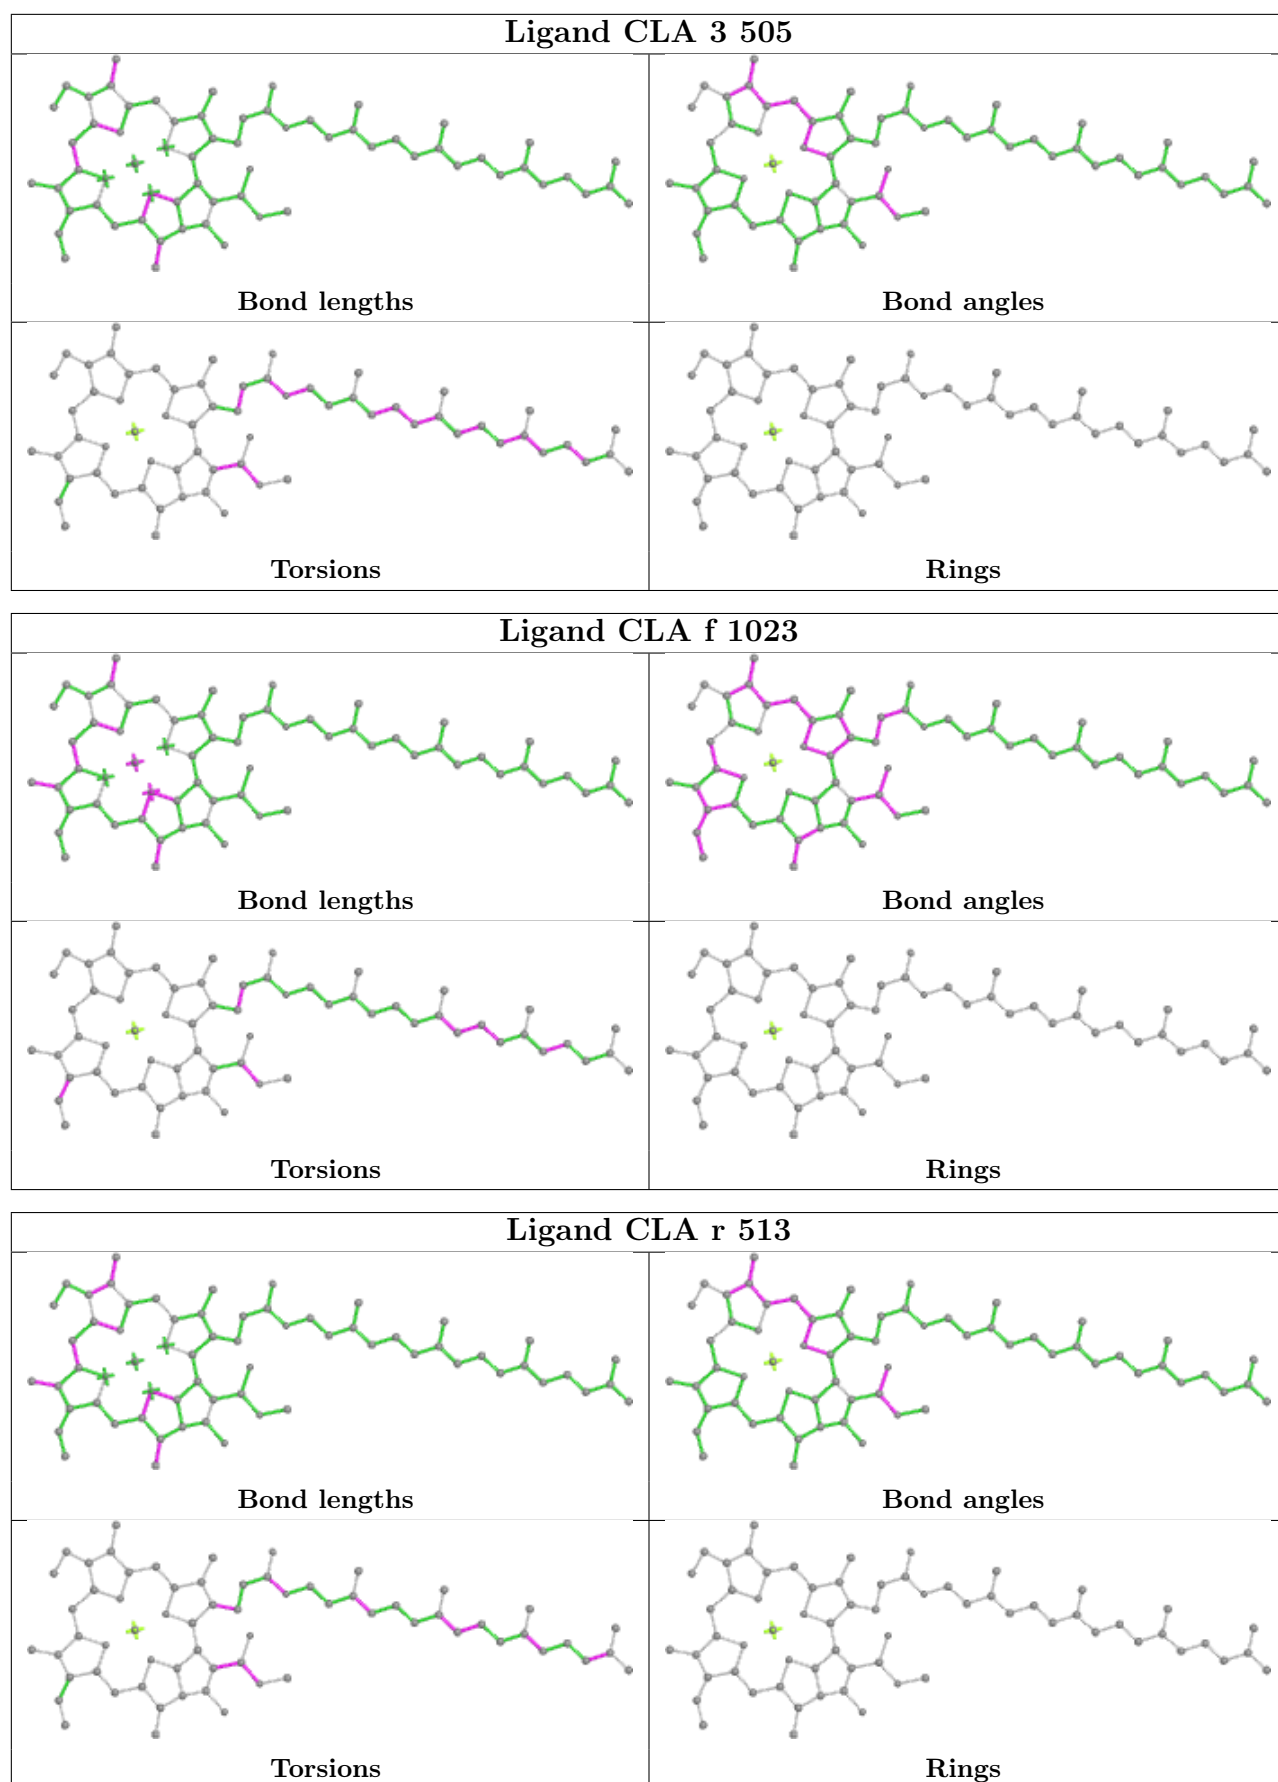 Ligand CLA 3 505
Bond lengths
Bond angles
Torsions
Rings
Ligand CLA f 1023
Bond lengths
Bond angles
Torsions
Rings
Ligand CLA r 513
Bond lengths
Bond angles
Torsions
Rings